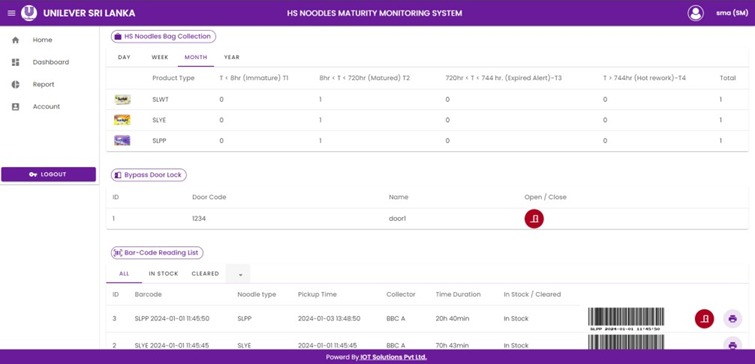 UNILEVER SRI LANKA HS NOODLES MATURITY MONITORING SYSTEM sma (SM)
Home
Dashboard
Report
Account
LOGOUT
HS Noodles Bag Collection
DAY WEEK MONTH YEAR
Product Type T < 8hr (Immature) T1 8hr < T < 720hr (Matured) T2 720hr < T < 744 hr. (Expired Alert)-T3 T > 744hr (Hot rework)-T4 Total
SLWT 0 1 0 0 1
SLYE 0 1 0 0 1
SLPP 0 1 0 0 1
Bypass Door Lock
ID Door Code Name Open / Close
1 1234 door1
Bar-Code Reading List
ALL IN STOCK CLEARED
ID Barcode Noodle type Pickup Time Collector Time Duration In Stock / Cleared
3 SLPP 2024-01-01 11:45:50 SLPP 2024-01-03 13:48:50 BBC A 20h 40min In Stock
SLPP 2024-01-01 11:45:50
2 SLYE 2024-01-01 11:45:45 SLYE 2024-01-01 11:45:45 BBC A 70h 43min In Stock
Powered By IOT Solutions Pvt Ltd.